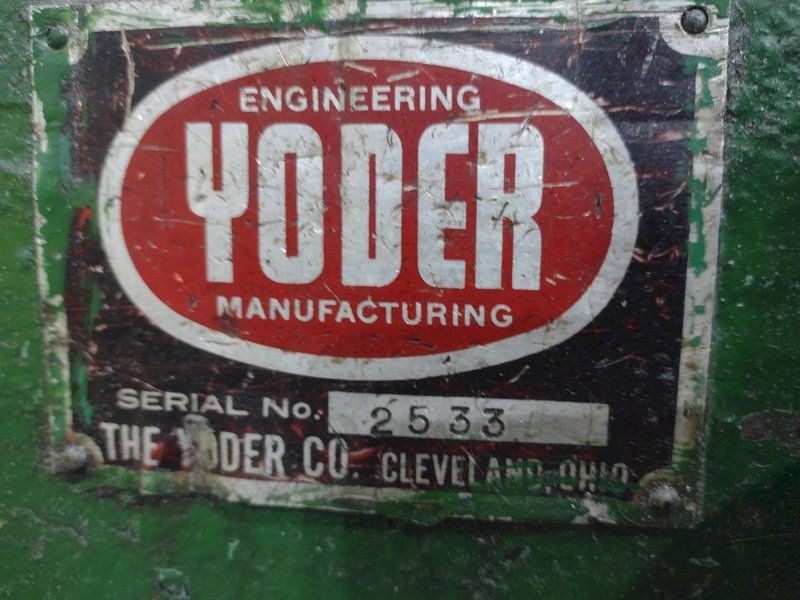 ENGINEERING
YODER
MANUFACTURING
SERIAL No. 2533
THE YODER CO. CLEVELAND, OHIO